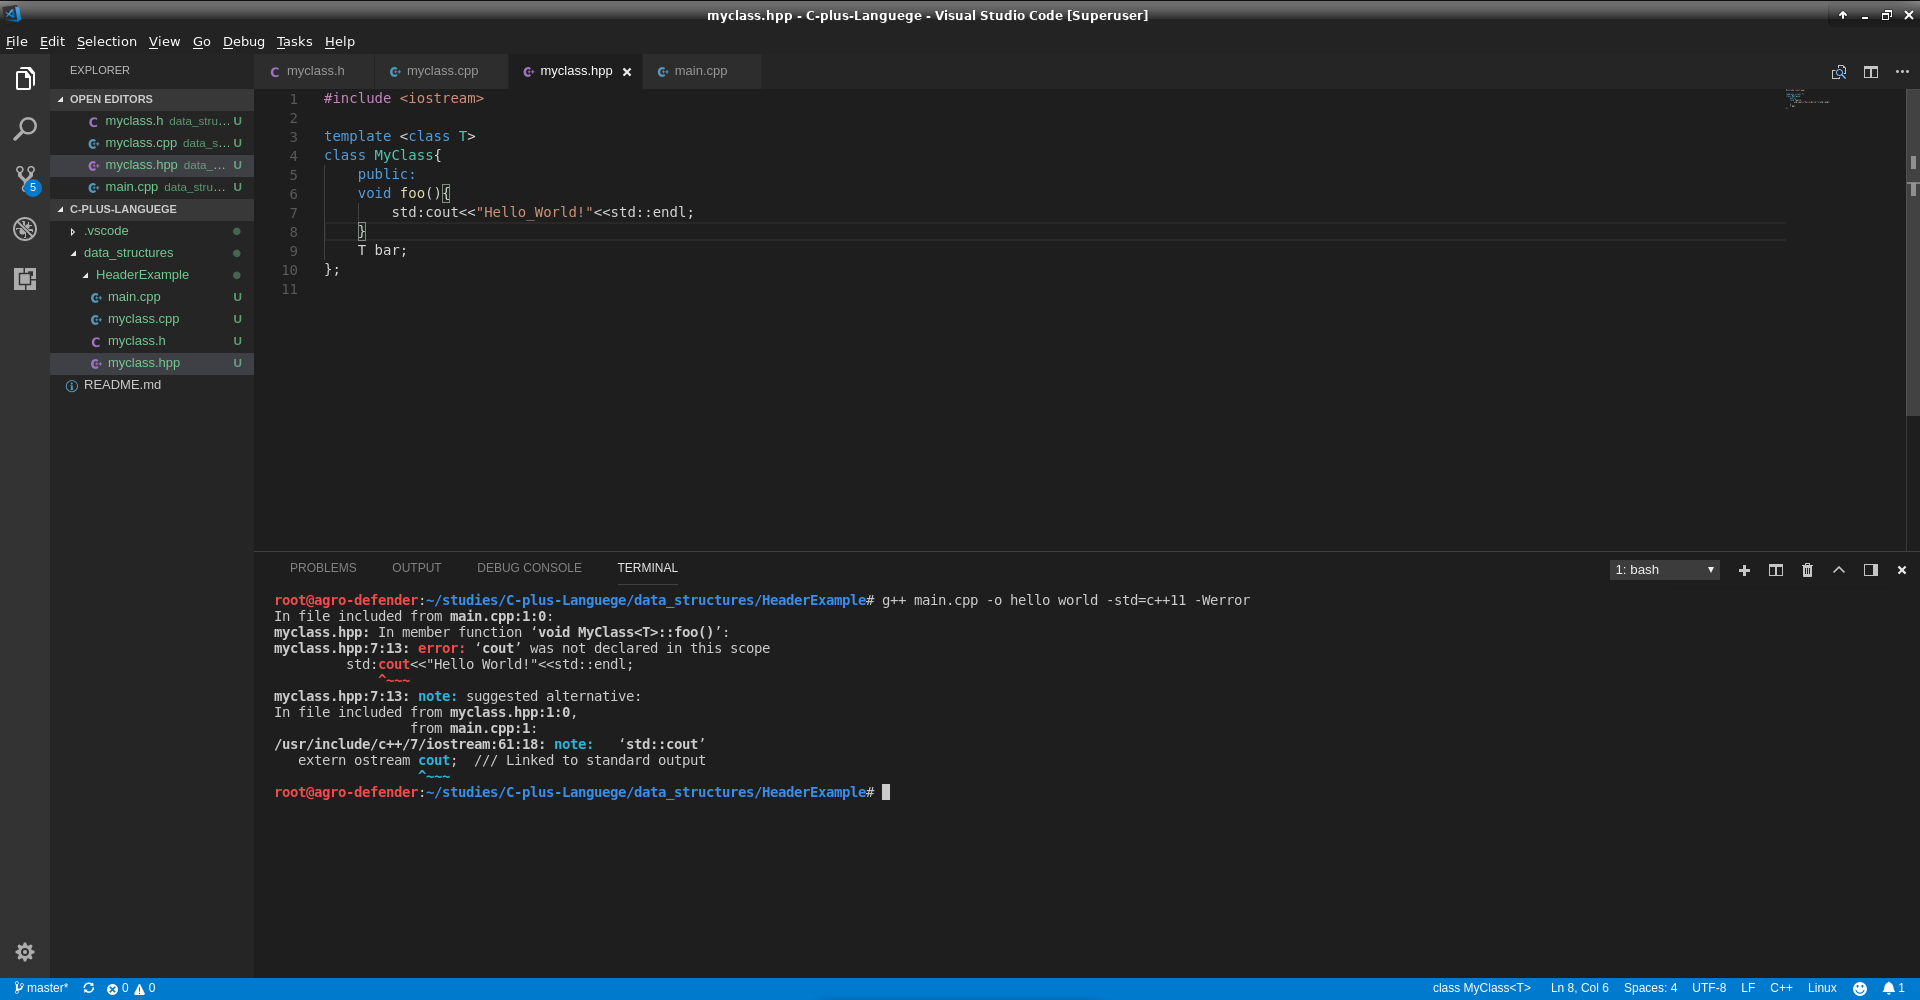 myclass.hpp - C-plus-Languege - Visual Studio Code [Superuser]
File Edit Selection View Go Debug Tasks Help
EXPLORER
OPEN EDITORS
myclass.h data_stru... U
myclass.cpp data_s... U
myclass.hpp data_... U
main.cpp data_stru... U
C-PLUS-LANGUEGE
.vscode
data_structures
HeaderExample
main.cpp U
myclass.cpp U
myclass.h U
myclass.hpp U
README.md
5
myclass.h myclass.cpp myclass.hpp main.cpp
1 #include <iostream>
2
3 template <class T>
4 class MyClass{
5 public:
6 void foo(){
7 std:cout<<"Hello_World!"<<std::endl;
8 }
9 T bar;
10 };
11
PROBLEMS OUTPUT DEBUG CONSOLE TERMINAL 1: bash
root@agro-defender:~/studies/C-plus-Languege/data_structures/HeaderExample# g++ main.cpp -o hello world -std=c++11 -Werror
In file included from main.cpp:1:0:
myclass.hpp: In member function ‘void MyClass<T>::foo()’:
myclass.hpp:7:13: error: ‘cout’ was not declared in this scope
std:cout<<"Hello World!"<<std::endl;
^~~~
myclass.hpp:7:13: note: suggested alternative:
In file included from myclass.hpp:1:0,
from main.cpp:1:
/usr/include/c++/7/iostream:61:18: note: ‘std::cout’
extern ostream cout; /// Linked to standard output
^~~~
root@agro-defender:~/studies/C-plus-Languege/data_structures/HeaderExample#
master* 0 0 class MyClass<T> Ln 8, Col 6 Spaces: 4 UTF-8 LF C++ Linux 1